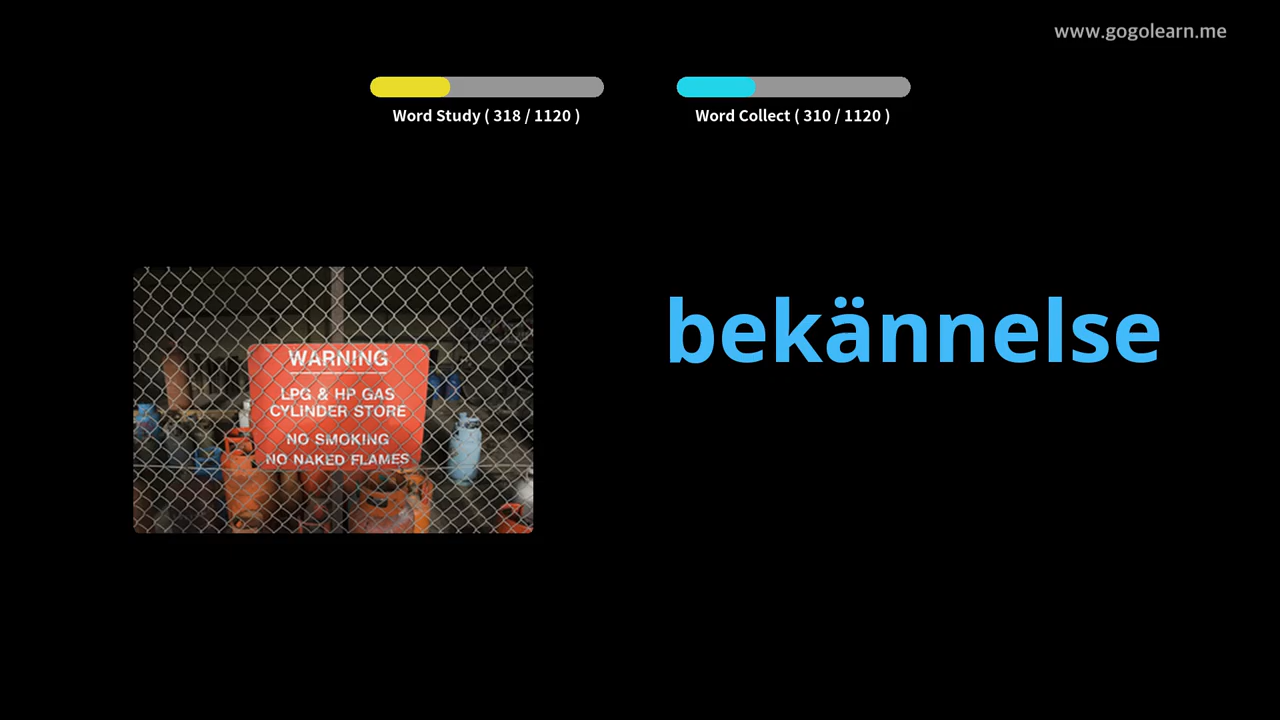 www.gogolearn.me
Word Study ( 318 / 1120 )
Word Collect ( 310 / 1120 )
bekännelse
WARNING
LPG & HP GAS
CYLINDER STORE
NO SMOKING
NO NAKED FLAMES